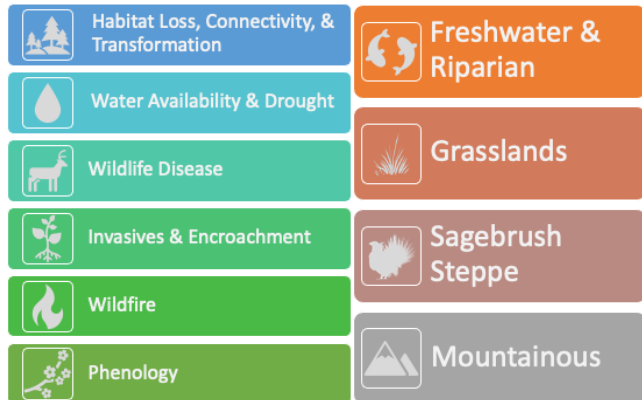 Habitat Loss, Connectivity, &
Transformation
Water Availability & Drought
Wildlife Disease
Invasives & Encroachment
Wildfire
Phenology
Freshwater &
Riparian
Grasslands
Sagebrush
Steppe
Mountainous